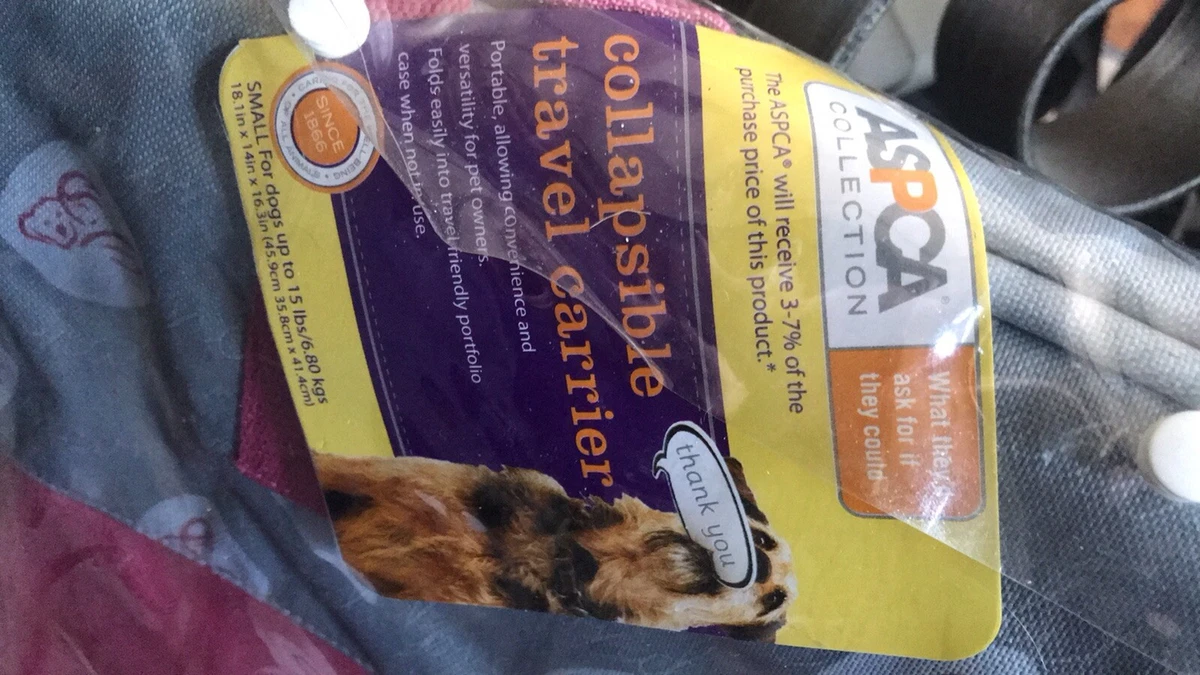 ASPCA®
COLLECTION
What they'd
ask for if
they could
The ASPCA® will receive 3-7% of the
purchase price of this product.*
thank you
collapsible
travel carrier
Portable, allowing convenience and
versatility for pet owners.
Folds easily into travel friendly portfolio
case when not in use.
SINCE
1866
SMALL For dogs up to 15 lbs/6.80 kgs
18.1in x 14in x 16.3in (45.9cm x 35.8cm x 41.4cm)